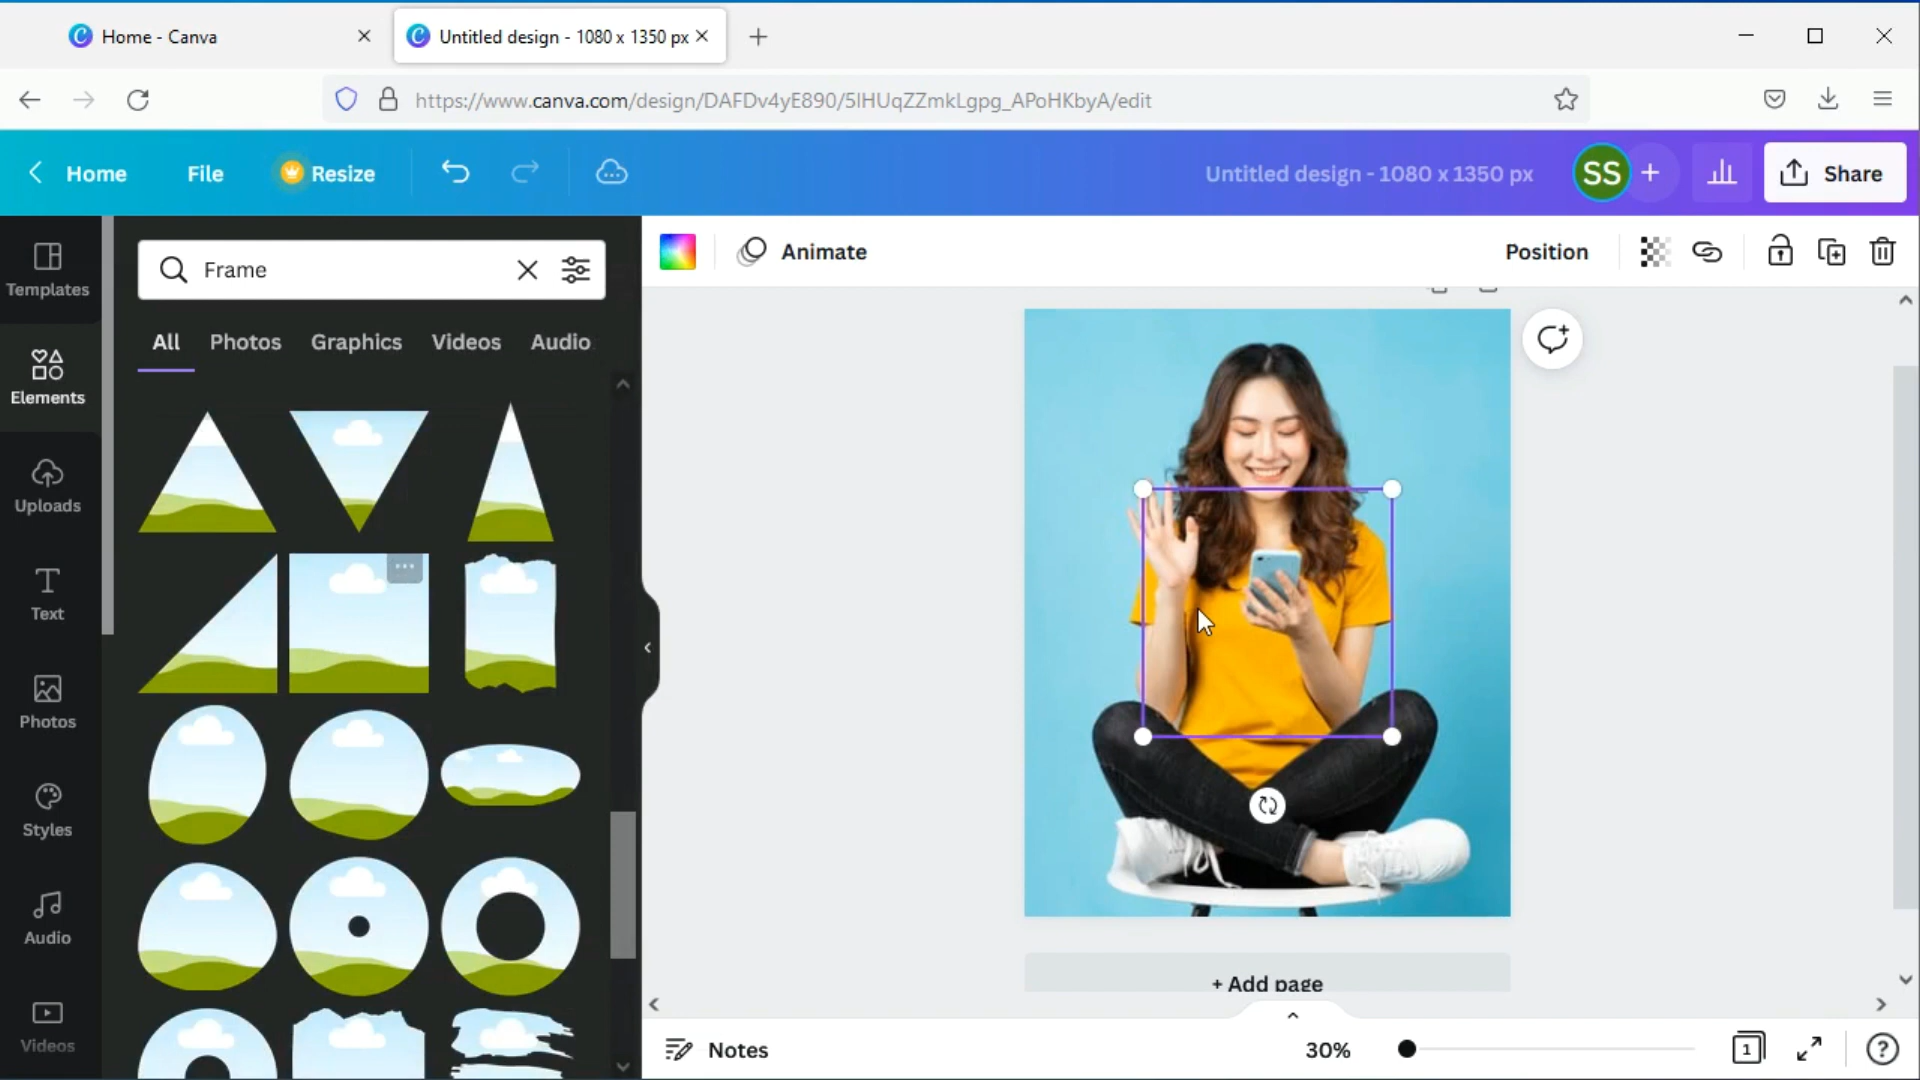 Home - Canva
Untitled design - 1080 x 1350 px
https://www.canva.com/design/DAFDv4yE890/5lHUqZZmkLgpg_APoHKbyA/edit
Home
File
Resize
Untitled design - 1080 x 1350 px
SS
Share
Templates
Elements
Uploads
Text
Photos
Styles
Audio
Videos
Frame
All
Photos
Graphics
Videos
Audio
Animate
Position
+ Add page
Notes
30%
1